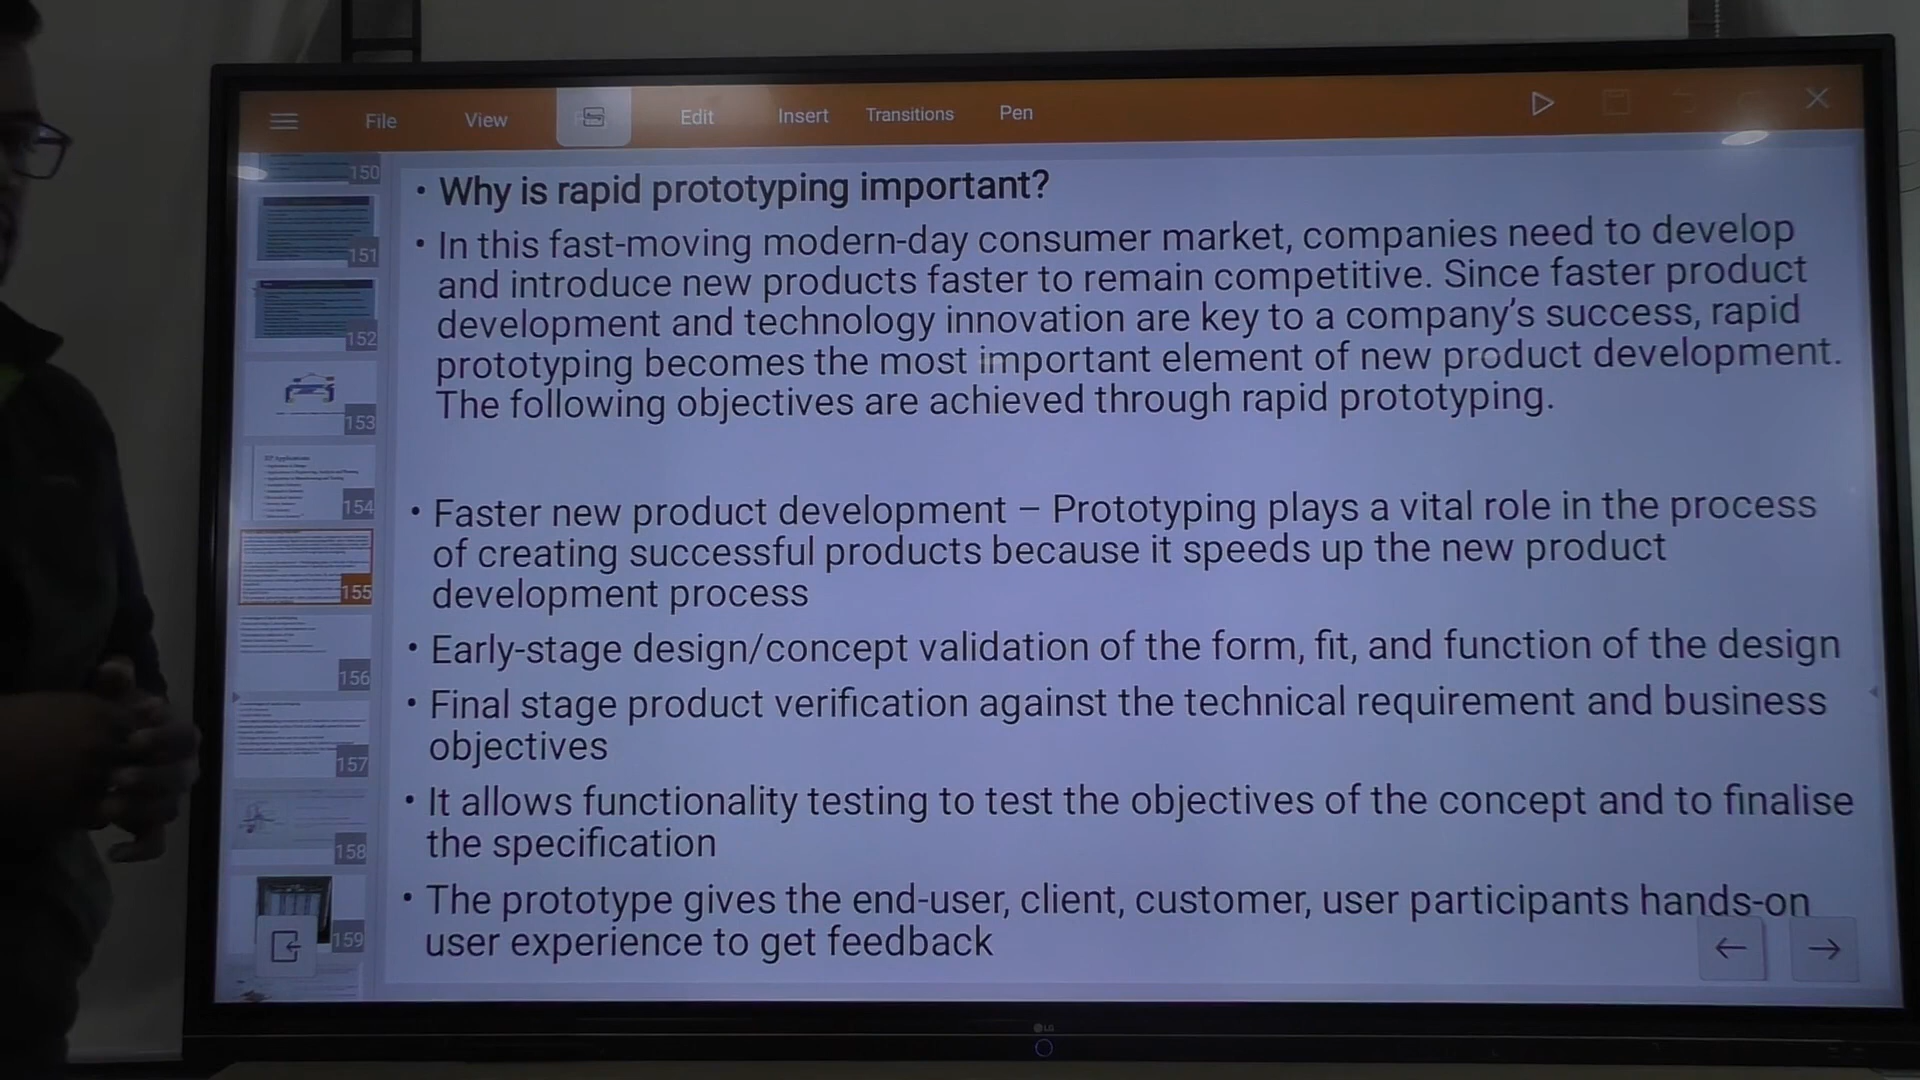 File View Edit Insert Transitions Pen
150
151
152
153
154
155
156
157
158
159
• Why is rapid prototyping important?
• In this fast-moving modern-day consumer market, companies need to develop
and introduce new products faster to remain competitive. Since faster product
development and technology innovation are key to a company's success, rapid
prototyping becomes the most important element of new product development.
The following objectives are achieved through rapid prototyping.
• Faster new product development – Prototyping plays a vital role in the process
of creating successful products because it speeds up the new product
development process
• Early-stage design/concept validation of the form, fit, and function of the design
• Final stage product verification against the technical requirement and business
objectives
• It allows functionality testing to test the objectives of the concept and to finalise
the specification
• The prototype gives the end-user, client, customer, user participants hands-on
user experience to get feedback
LG